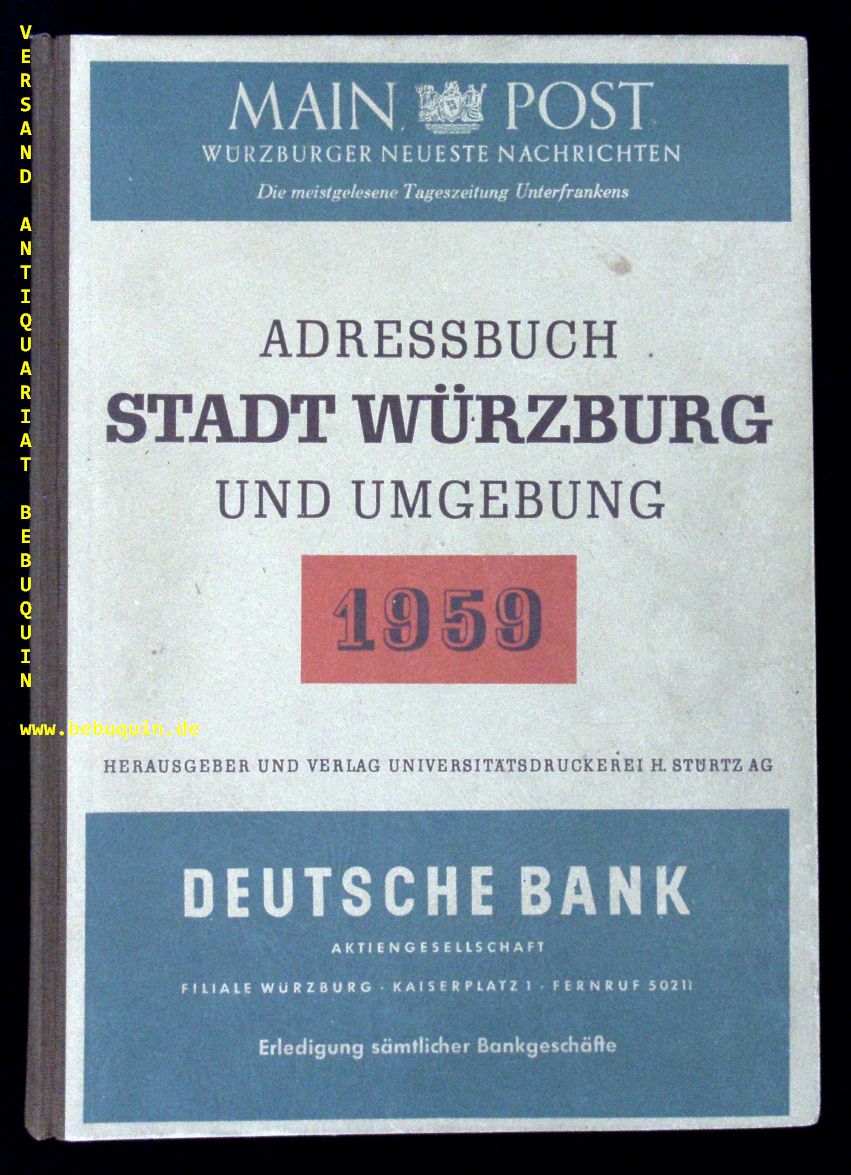 MAIN POST
WÜRZBURGER NEUESTE NACHRICHTEN
Die meistgelesene Tageszeitung Unterfrankens
ADRESSBUCH
STADT WÜRZBURG
UND UMGEBUNG
1959
HERAUSGEBER UND VERLAG UNIVERSITÄTSDRUCKEREI H. STÜRTZ AG
DEUTSCHE BANK
AKTIENGESELLSCHAFT
FILIALE WÜRZBURG · KAISERPLATZ 1 · FERNRUF 50211
Erledigung sämtlicher Bankgeschäfte
VERSAND ANTIQUARIAT BEBUQUIN
www.bebuquin.de